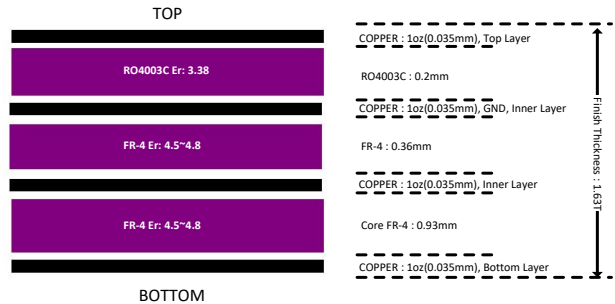 TOP
COPPER : 1oz(0.035mm), Top Layer
RO4003C Er: 3.38
RO4003C : 0.2mm
COPPER : 1oz(0.035mm), GND, Inner Layer
FR-4 Er: 4.5~4.8
FR-4 : 0.36mm
COPPER : 1oz(0.035mm), Inner Layer
FR-4 Er: 4.5~4.8
Core FR-4 : 0.93mm
COPPER : 1oz(0.035mm), Bottom Layer
BOTTOM
Finish Thickness : 1.63T